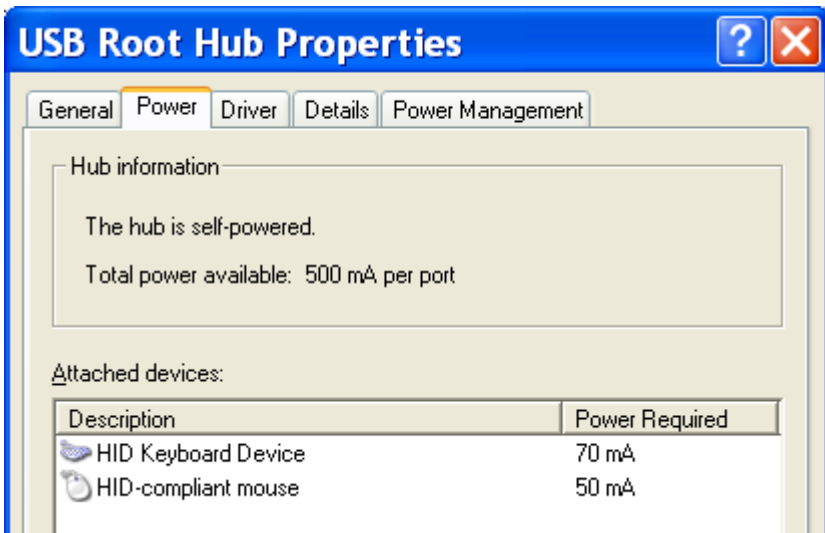 USB Root Hub Properties
General Power Driver Details Power Management
Hub information
The hub is self-powered.
Total power available: 500 mA per port
Attached devices:
Description Power Required
HID Keyboard Device 70 mA
HID-compliant mouse 50 mA